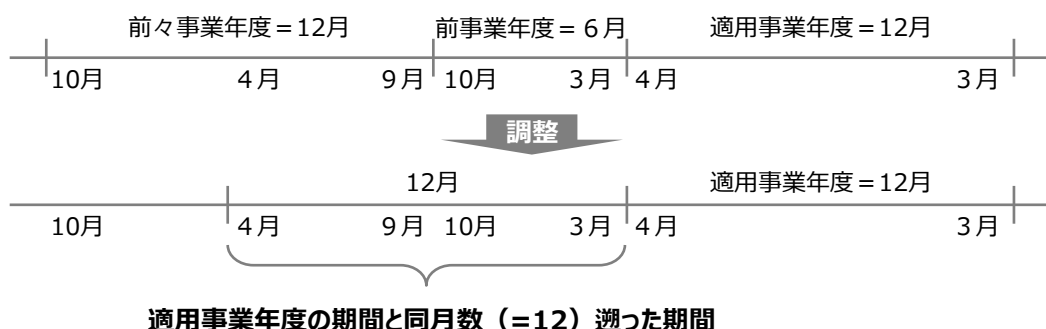 前々事業年度＝12月 前事業年度＝６月 適用事業年度＝12月
10月 ４月 ９月 10月 ３月 ４月 ３月
調整
12月 適用事業年度＝12月
10月 ４月 ９月 10月 ３月 ４月 ３月
適用事業年度の期間と同月数（=12）遡った期間